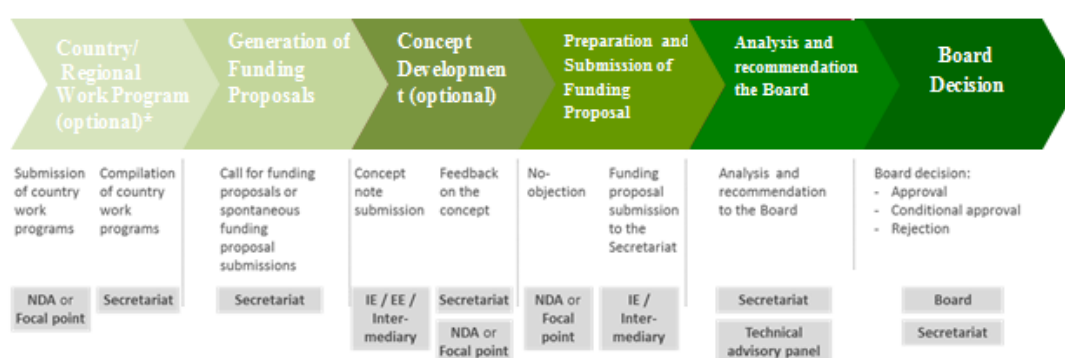 Country/
Regional
Work Program
(optional)*
Generation of
Funding
Proposals
Concept
Developmen
t (optional)
Preparation and
Submission of
Funding
Proposal
Analysis and
recommendation
the Board
Board
Decision
Submission
of country
work
programs
Compilation
of country
work
programs
Call for funding
proposals or
spontaneous
funding
proposal
submissions
Concept
note
submission
Feedback
on the
concept
No-
objection
Funding
proposal
submission
to the
Secretariat
Analysis and
recommendation
to the Board
Board decision:
- Approval
- Conditional approval
- Rejection
NDA or
Focal point
Secretariat
Secretariat
IE / EE /
Inter-
mediary
Secretariat
NDA or
Focal point
NDA or
Focal
point
IE /
Inter-
mediary
Secretariat
Technical
advisory panel
Board
Secretariat